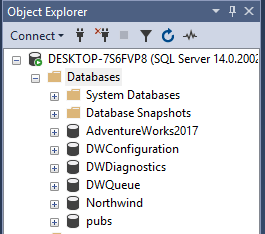 Object Explorer
Connect
DESKTOP-7S6FVP8 (SQL Server 14.0.2002
Databases
System Databases
Database Snapshots
AdventureWorks2017
DWConfiguration
DWDiagnostics
DWQueue
Northwind
pubs